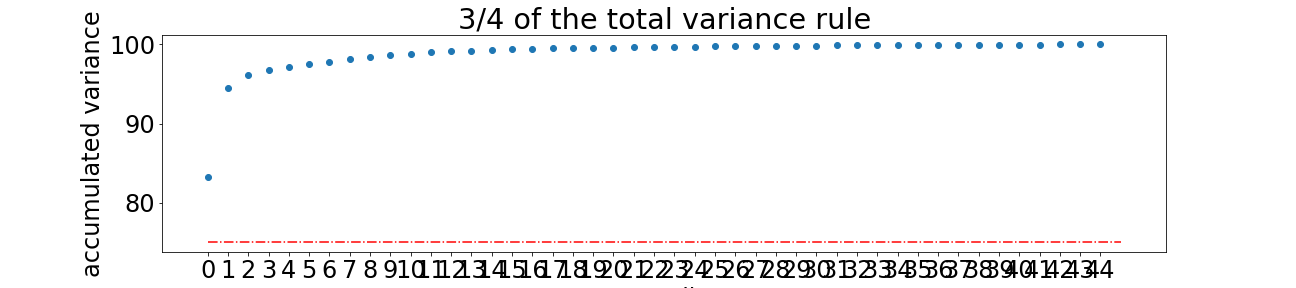 3/4 of the total variance rule
accumulated variance
100
90
80
0 1 2 3 4 5 6 7 8 9 10 11 12 13 14 15 16 17 18 19 20 21 22 23 24 25 26 27 28 29 30 31 32 33 34 35 36 37 38 39 40 41 42 43 44